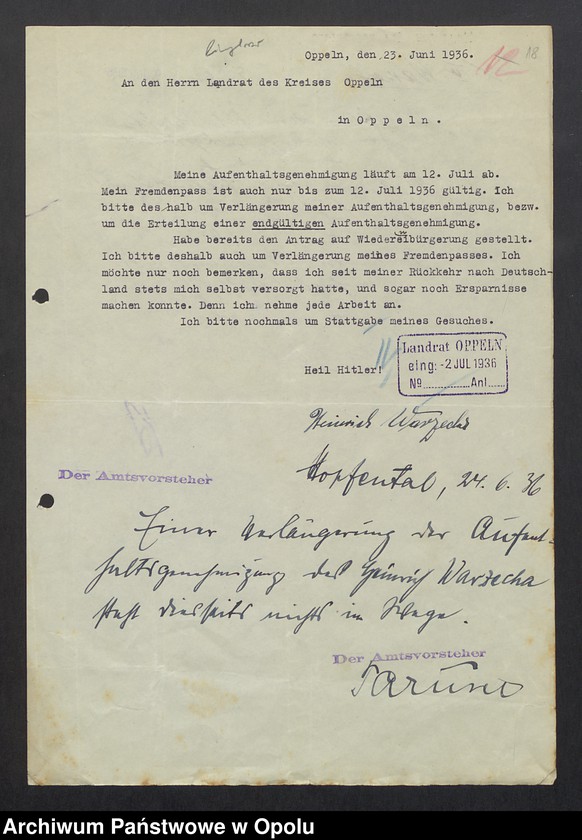 Oppeln, den 23. Juni 1936.
12
18
An den Herrn Landrat des Kreises Oppeln
in O p p e l n .
Meine Aufenthaltsgenehmigung läuft am 12. Juli ab.
Mein Fremdenpass ist auch nur bis zum 12. Juli 1936 gültig. Ich
bitte deshalb um Verlängerung meiner Aufenthaltsgenehmigung, bezw.
um die Erteilung einer endgültigen Aufenthaltsgenehmigung.
Habe bereits den Antrag auf Wiedereinbürgerung gestellt.
Ich bitte deshalb auch um Verlängerung meines Fremdenpasses. Ich
möchte nur noch bemerken, dass ich seit meiner Rückkehr nach Deutsch-
land stets mich selbst versorgt hatte, und sogar noch Ersparnisse
machen konnte. Denn ich nehme jede Arbeit an.
Ich bitte nochmals um Stattgabe meines Gesuches.
Landrat OPPELN
eing: -2 JUL 1936
No............Anl....
Heil Hitler!
Heinrich Warzecha
Der Amtsvorsteher
Hopfental, 24. 6. 36
Einer Verlängerung der Aufent-
haltsgenehmigung des Heinrich Warzecha
steht diesseits nichts im Wege.
Der Amtsvorsteher
Archiwum Państwowe w Opolu